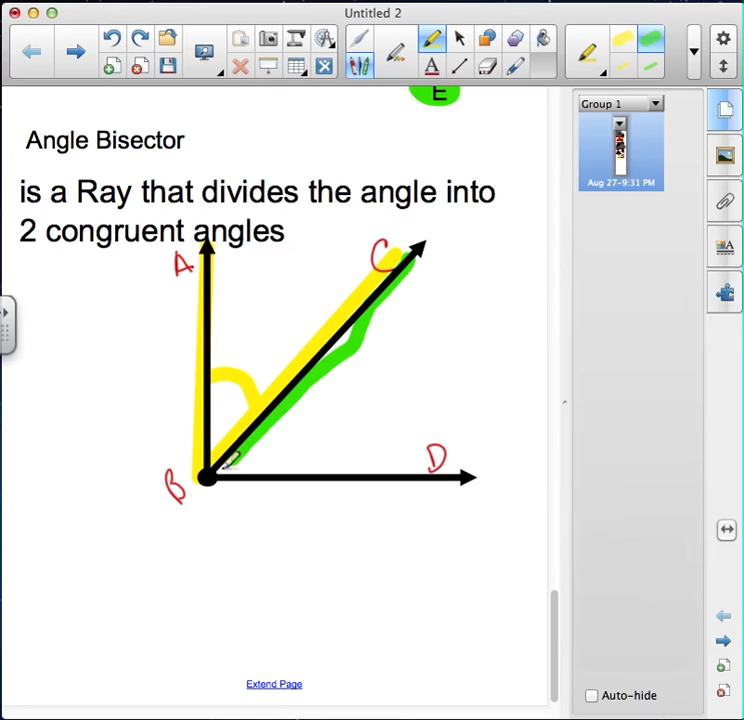 Untitled 2
E
Angle Bisector
is a Ray that divides the angle into
2 congruent angles
A
C
B
D
Extend Page
Group 1
Aug 27-9:31 PM
Auto-hide